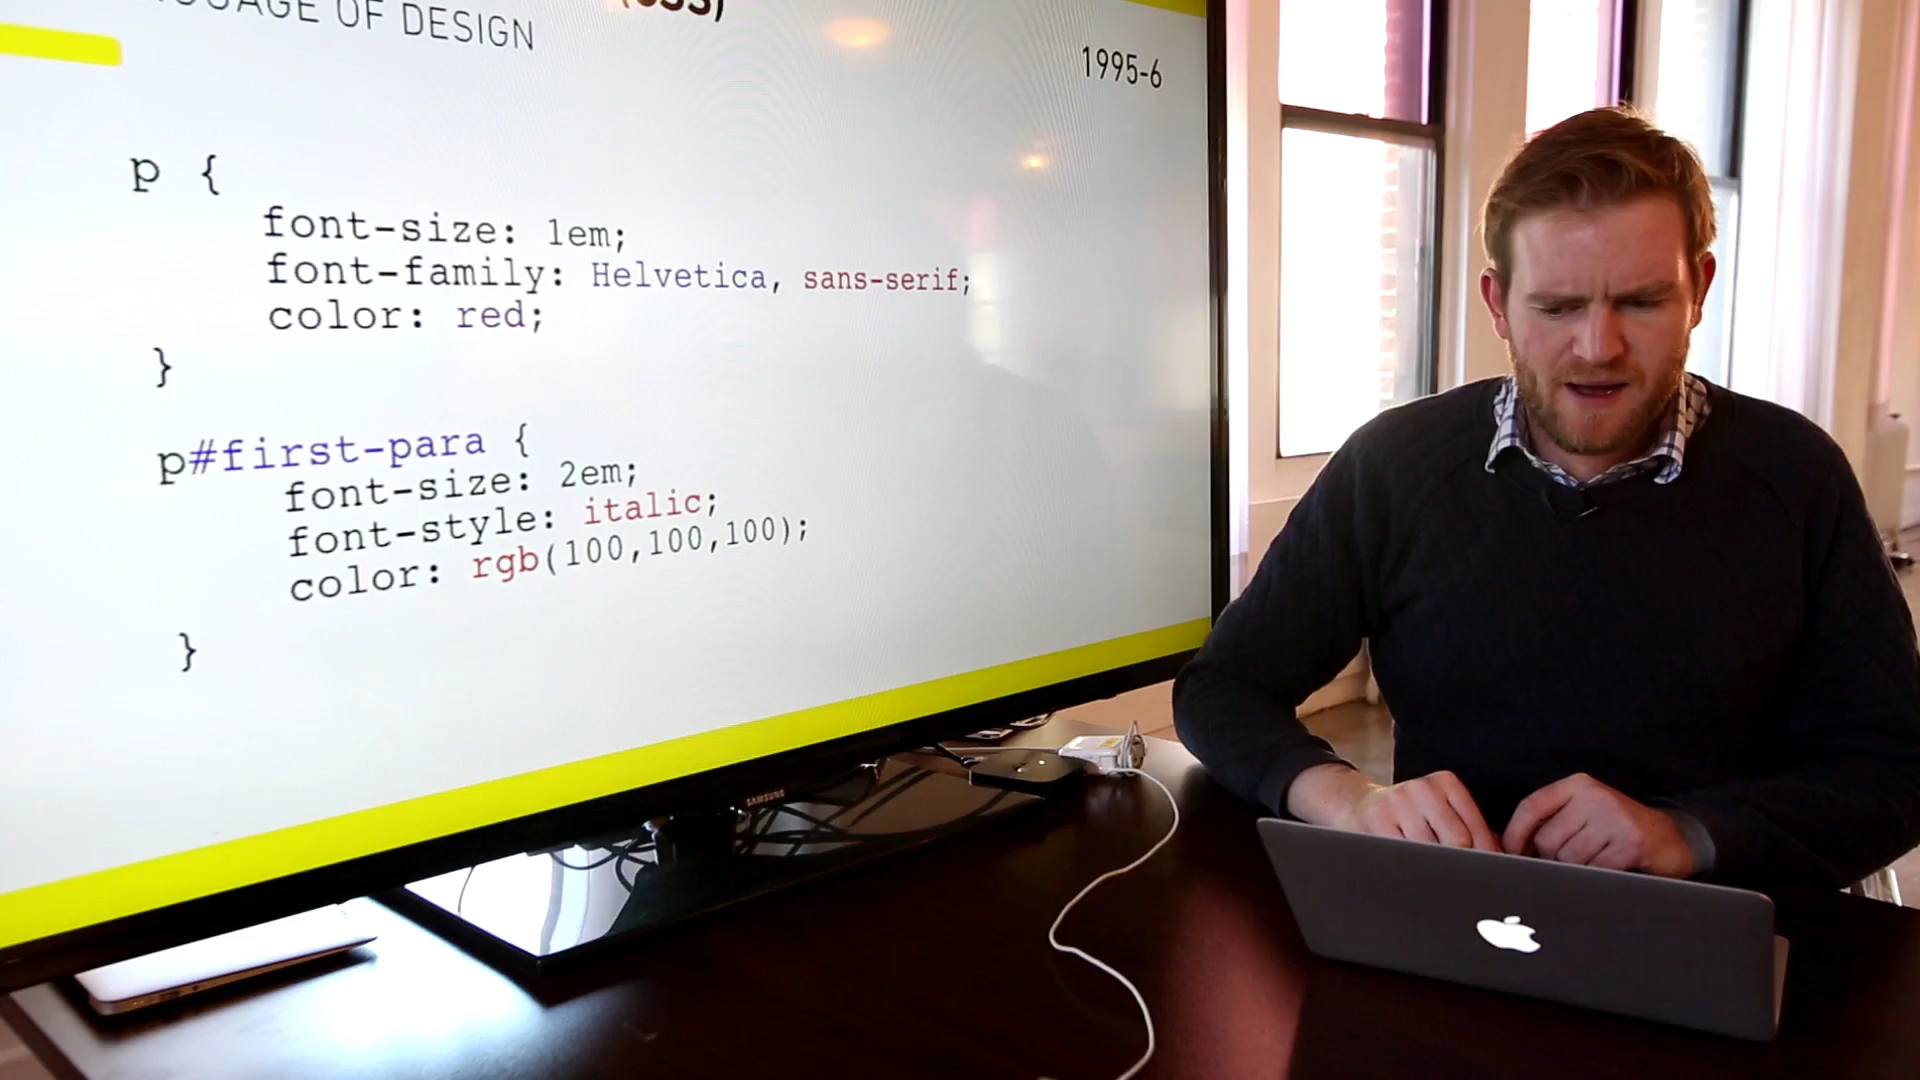 (CSS)
OF DESIGN
1995-6
p {
font-size: 1em;
font-family: Helvetica, sans-serif;
color: red;
}
p#first-para {
font-size: 2em;
font-style: italic;
color: rgb(100,100,100);
}
SAMSUNG